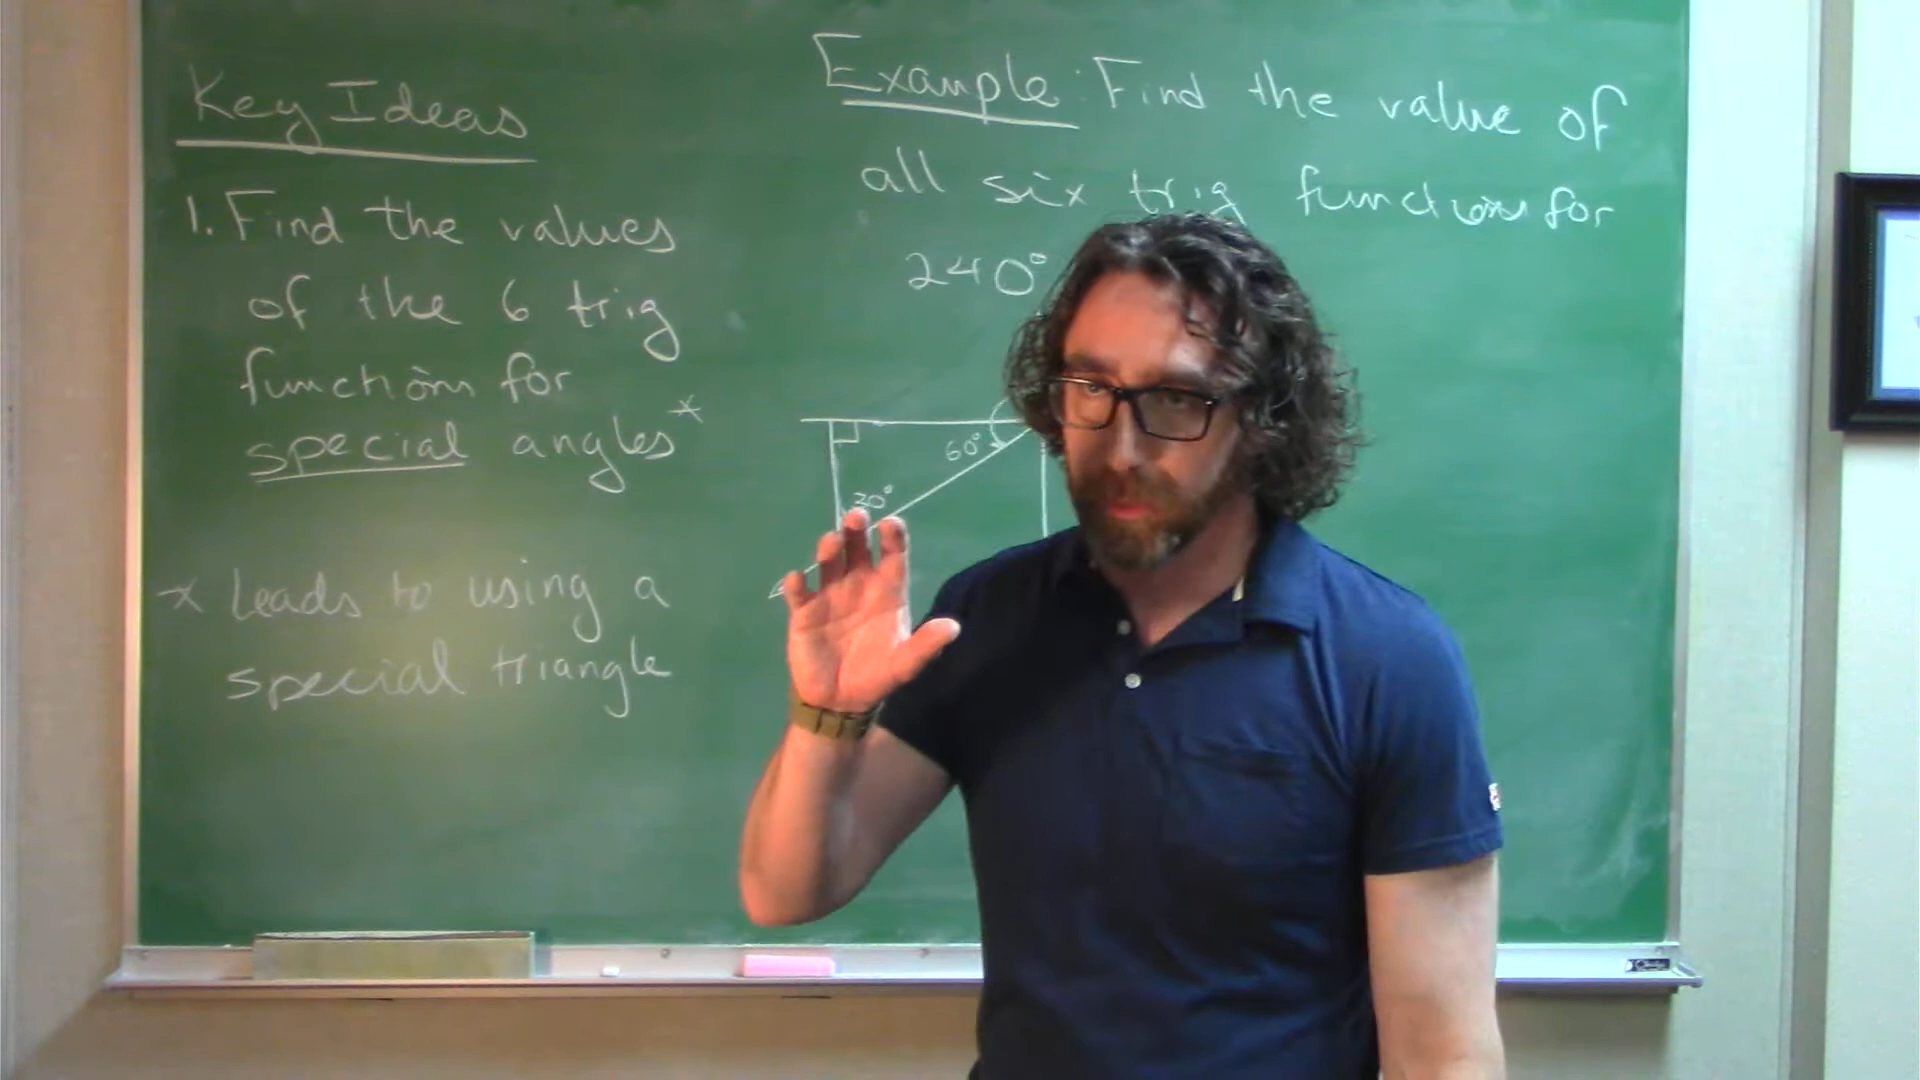 Key Ideas
1. Find the values
of the 6 trig
functions for
special angles*
* Leads to using a
special triangle
Example: Find the value of
all six trig functions for
240°
60°
30°